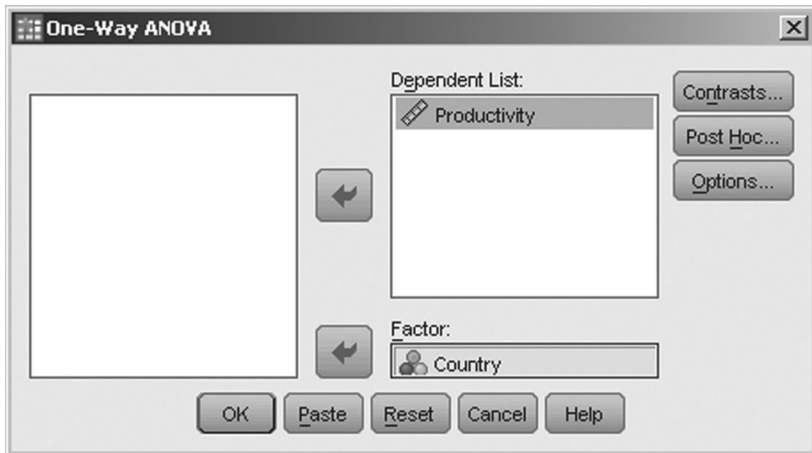 One-Way ANOVA
Dependent List:
Productivity
Contrasts...
Post Hoc...
Options...
Factor:
Country
OK Paste Reset Cancel Help